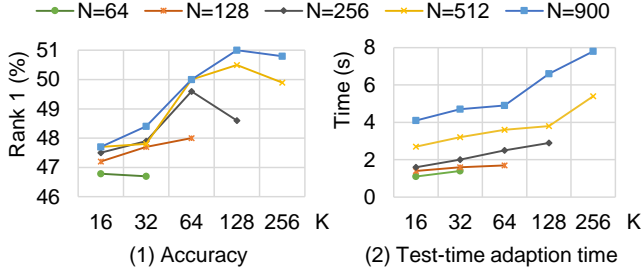 N=64 N=128 N=256 N=512 N=900
Rank 1 (%)
51
50
49
48
47
46
16 32 64 128 256 K
(1) Accuracy
Time (s)
8
6
4
2
0
16 32 64 128 256 K
(2) Test-time adaption time